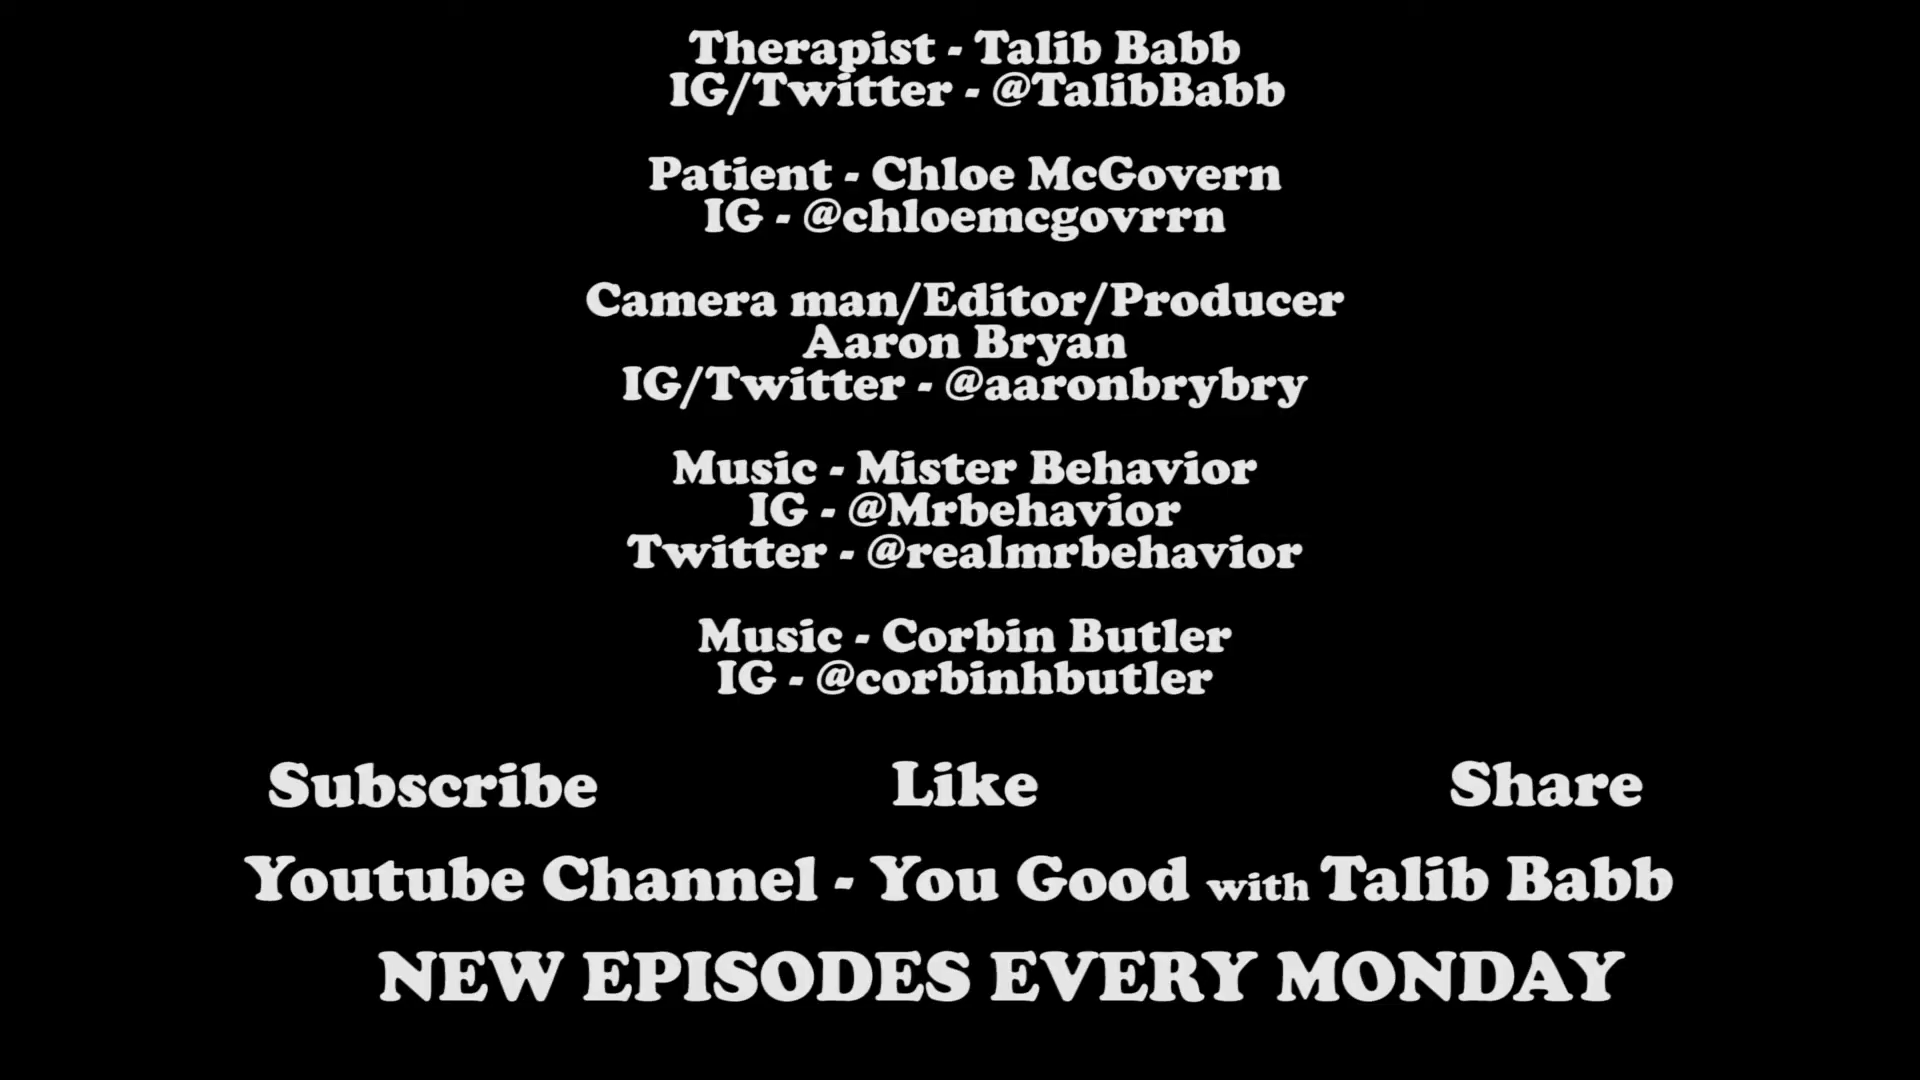 Therapist - Talib Babb
IG/Twitter - @TalibBabb
Patient - Chloe McGovern
IG - @chloemcgovrrn
Camera man/Editor/Producer
Aaron Bryan
IG/Twitter - @aaronbrybry
Music - Mister Behavior
IG - @Mrbehavior
Twitter - @realmrbehavior
Music - Corbin Butler
IG - @corbinhbutler
Subscribe Like Share
Youtube Channel - You Good with Talib Babb
NEW EPISODES EVERY MONDAY